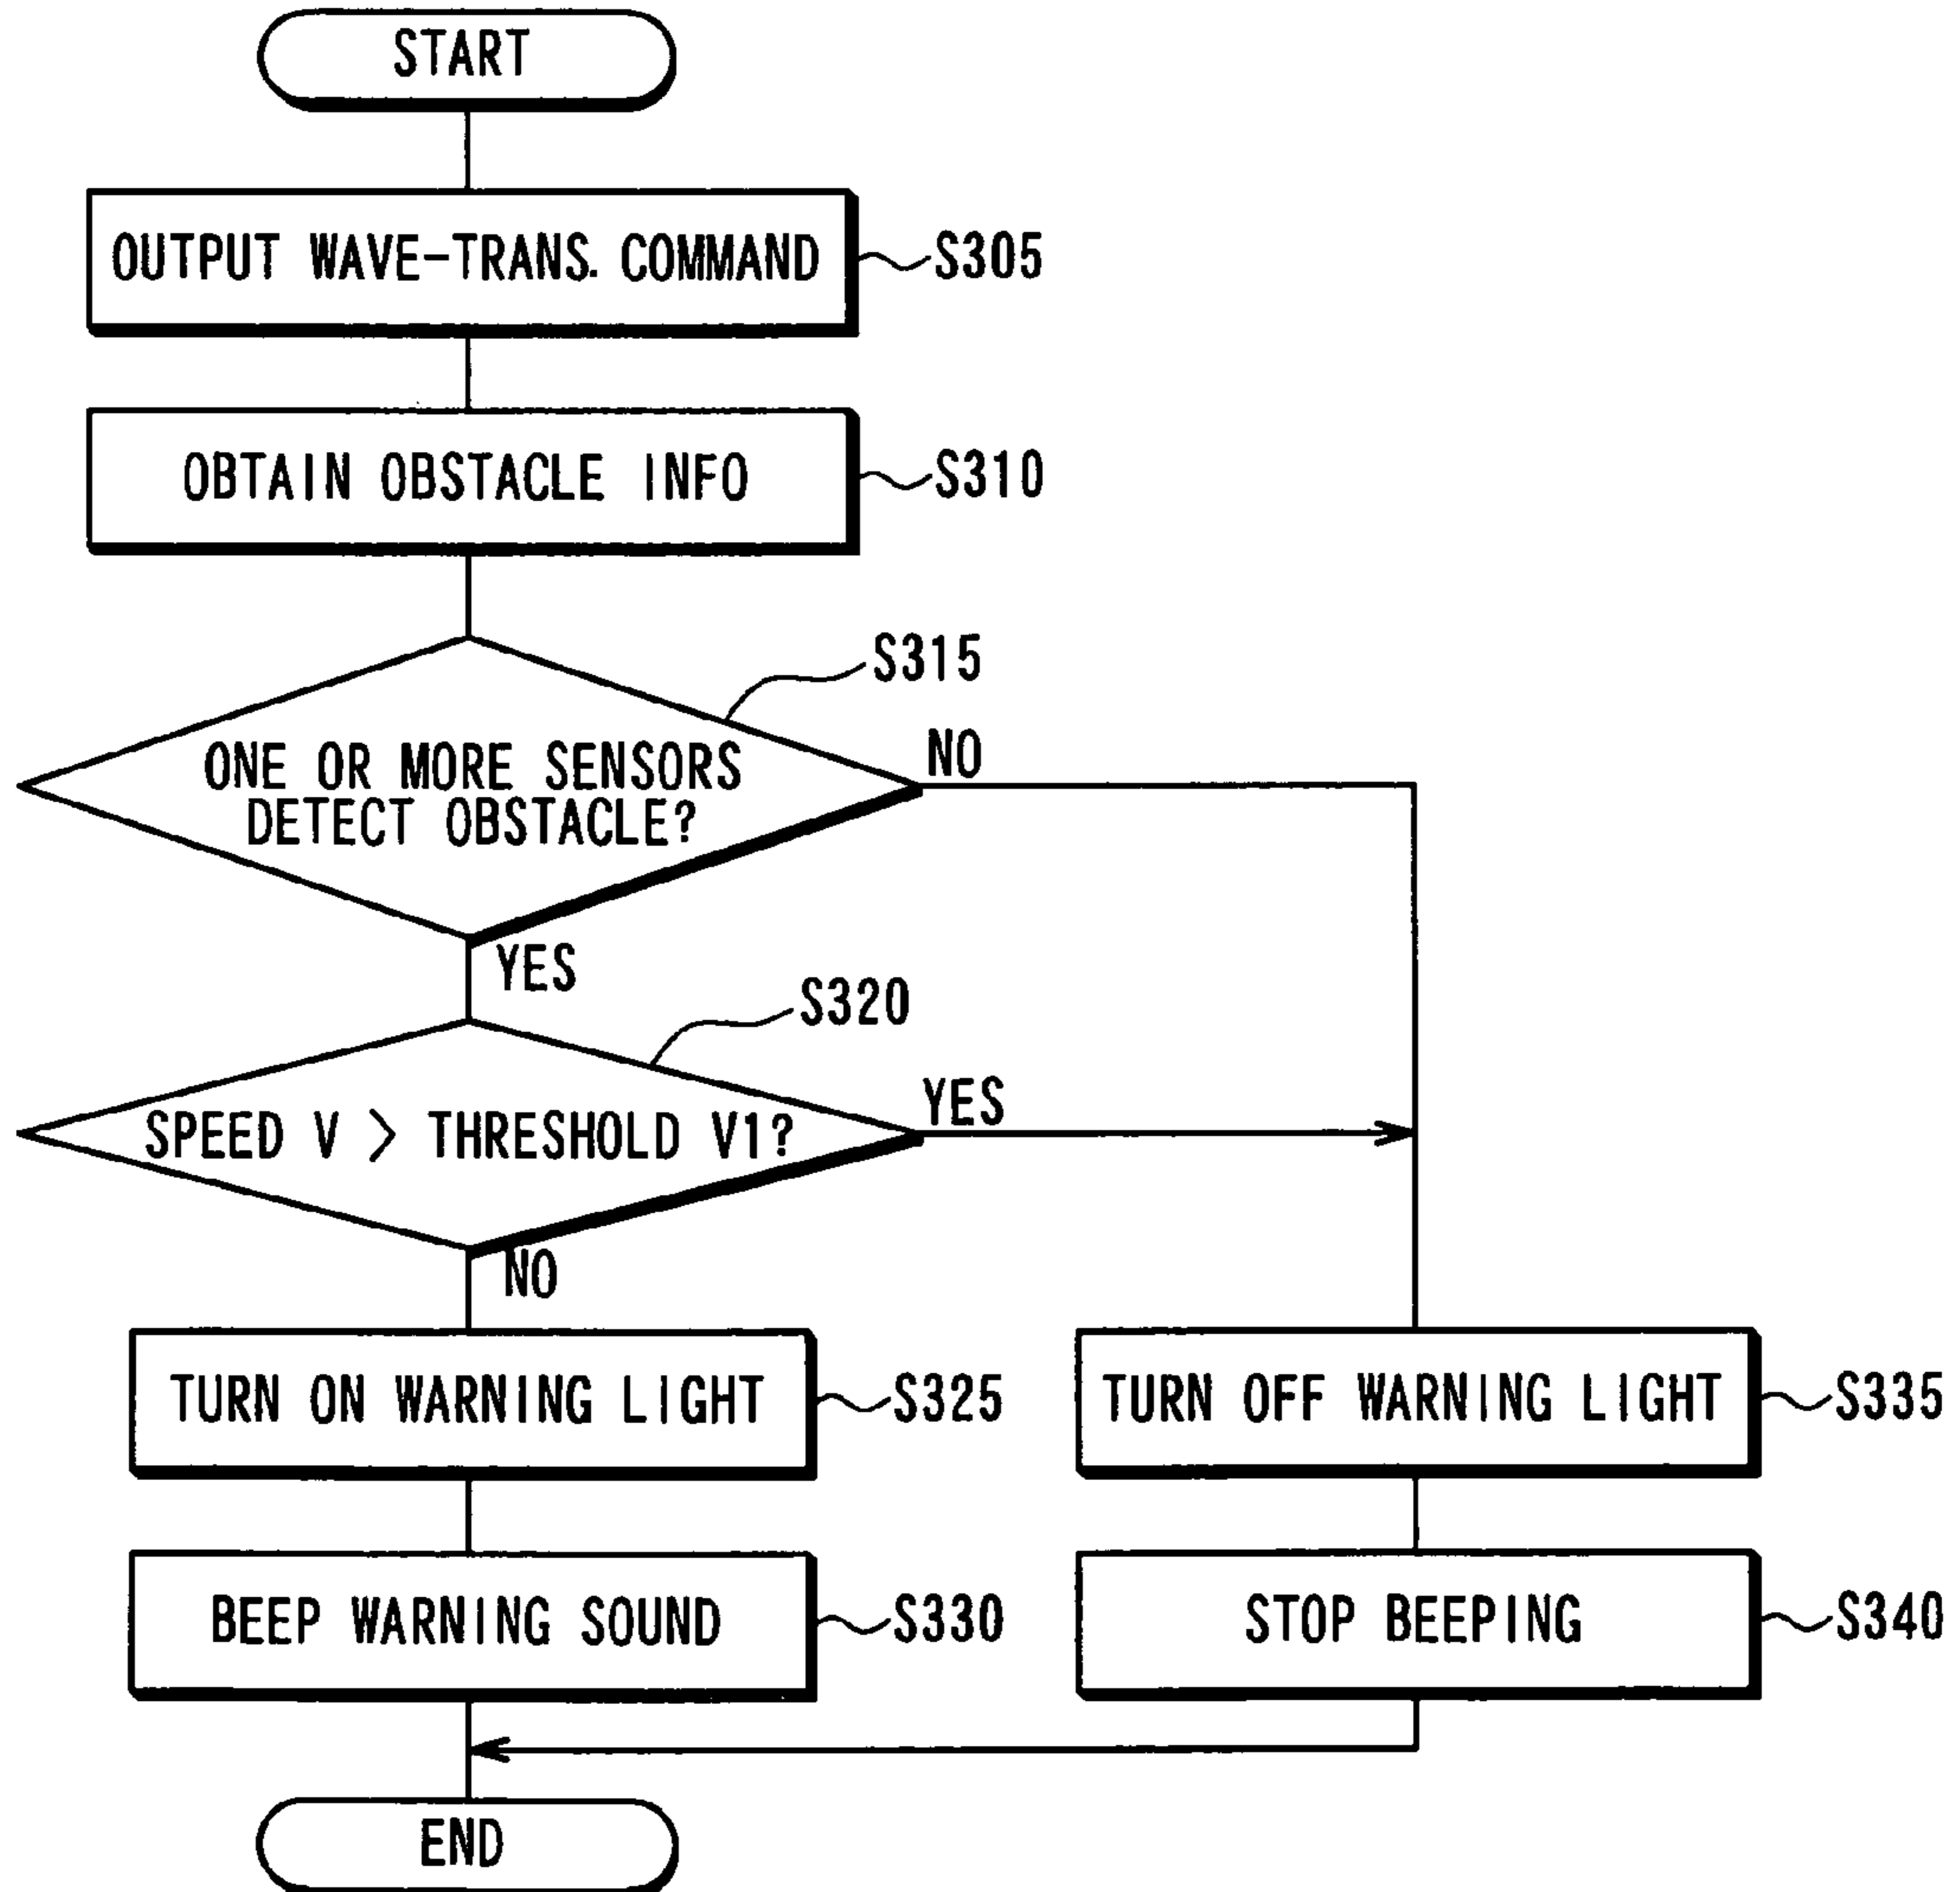 START
OUTPUT WAVE-TRANS. COMMAND
S305
OBTAIN OBSTACLE INFO
S310
S315
ONE OR MORE SENSORS
DETECT OBSTACLE?
NO
YES
S320
SPEED V > THRESHOLD V1?
YES
NO
TURN ON WARNING LIGHT
S325
TURN OFF WARNING LIGHT
S335
BEEP WARNING SOUND
S330
STOP BEEPING
S340
END